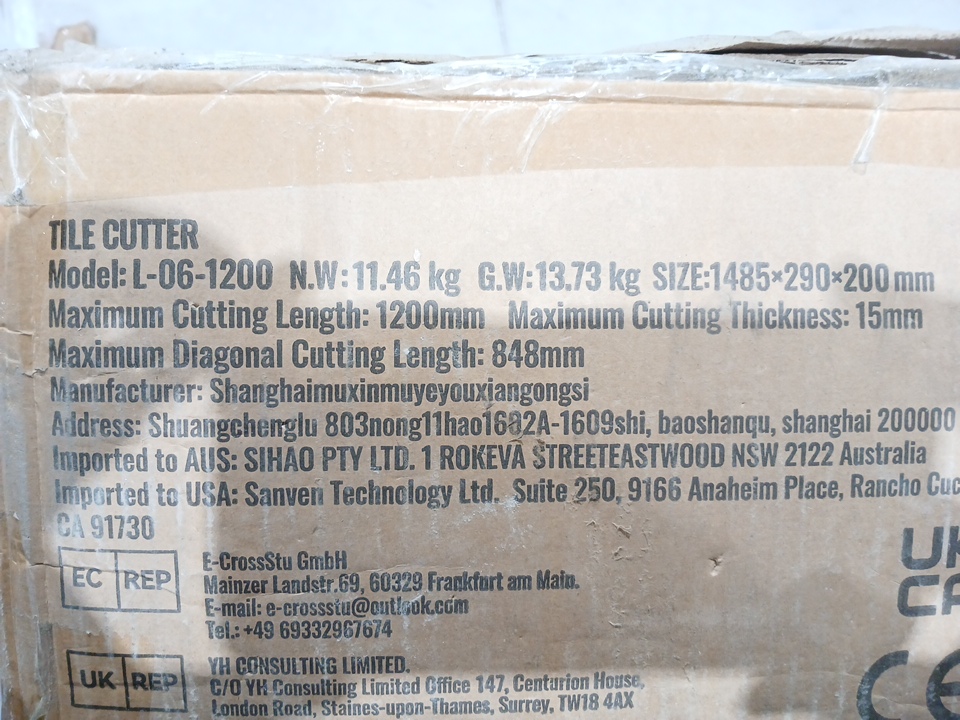 TILE CUTTER
Model: L-06-1200 N.W:11.46 kg G.W:13.73 kg SIZE:1485×290×200 mm
Maximum Cutting Length: 1200mm Maximum Cutting Thickness: 15mm
Maximum Diagonal Cutting Length: 848mm
Manufacturer: Shanghaimuxinmuyeyouxiangongsi
Address: Shuangchenglu 803nong11hao1602A-1609shi, baoshanqu, shanghai 200000
Imported to AUS: SIHAO PTY LTD. 1 ROKEVA STREETEASTWOOD NSW 2122 Australia
Imported to USA: Sanven Technology Ltd. Suite 250, 9166 Anaheim Place, Rancho Cuc
CA 91730
EC REP
E-CrossStu GmbH
Mainzer Landstr.69, 60329 Frankfurt am Main.
E-mail: e-crossstu@outlook.com
Tel.: +49 69332967674
UK
CA
UK REP
YH CONSULTING LIMITED.
C/O YH Consulting Limited Office 147, Centurion House,
London Road, Staines-upon-Thames, Surrey, TW18 4AX
CE